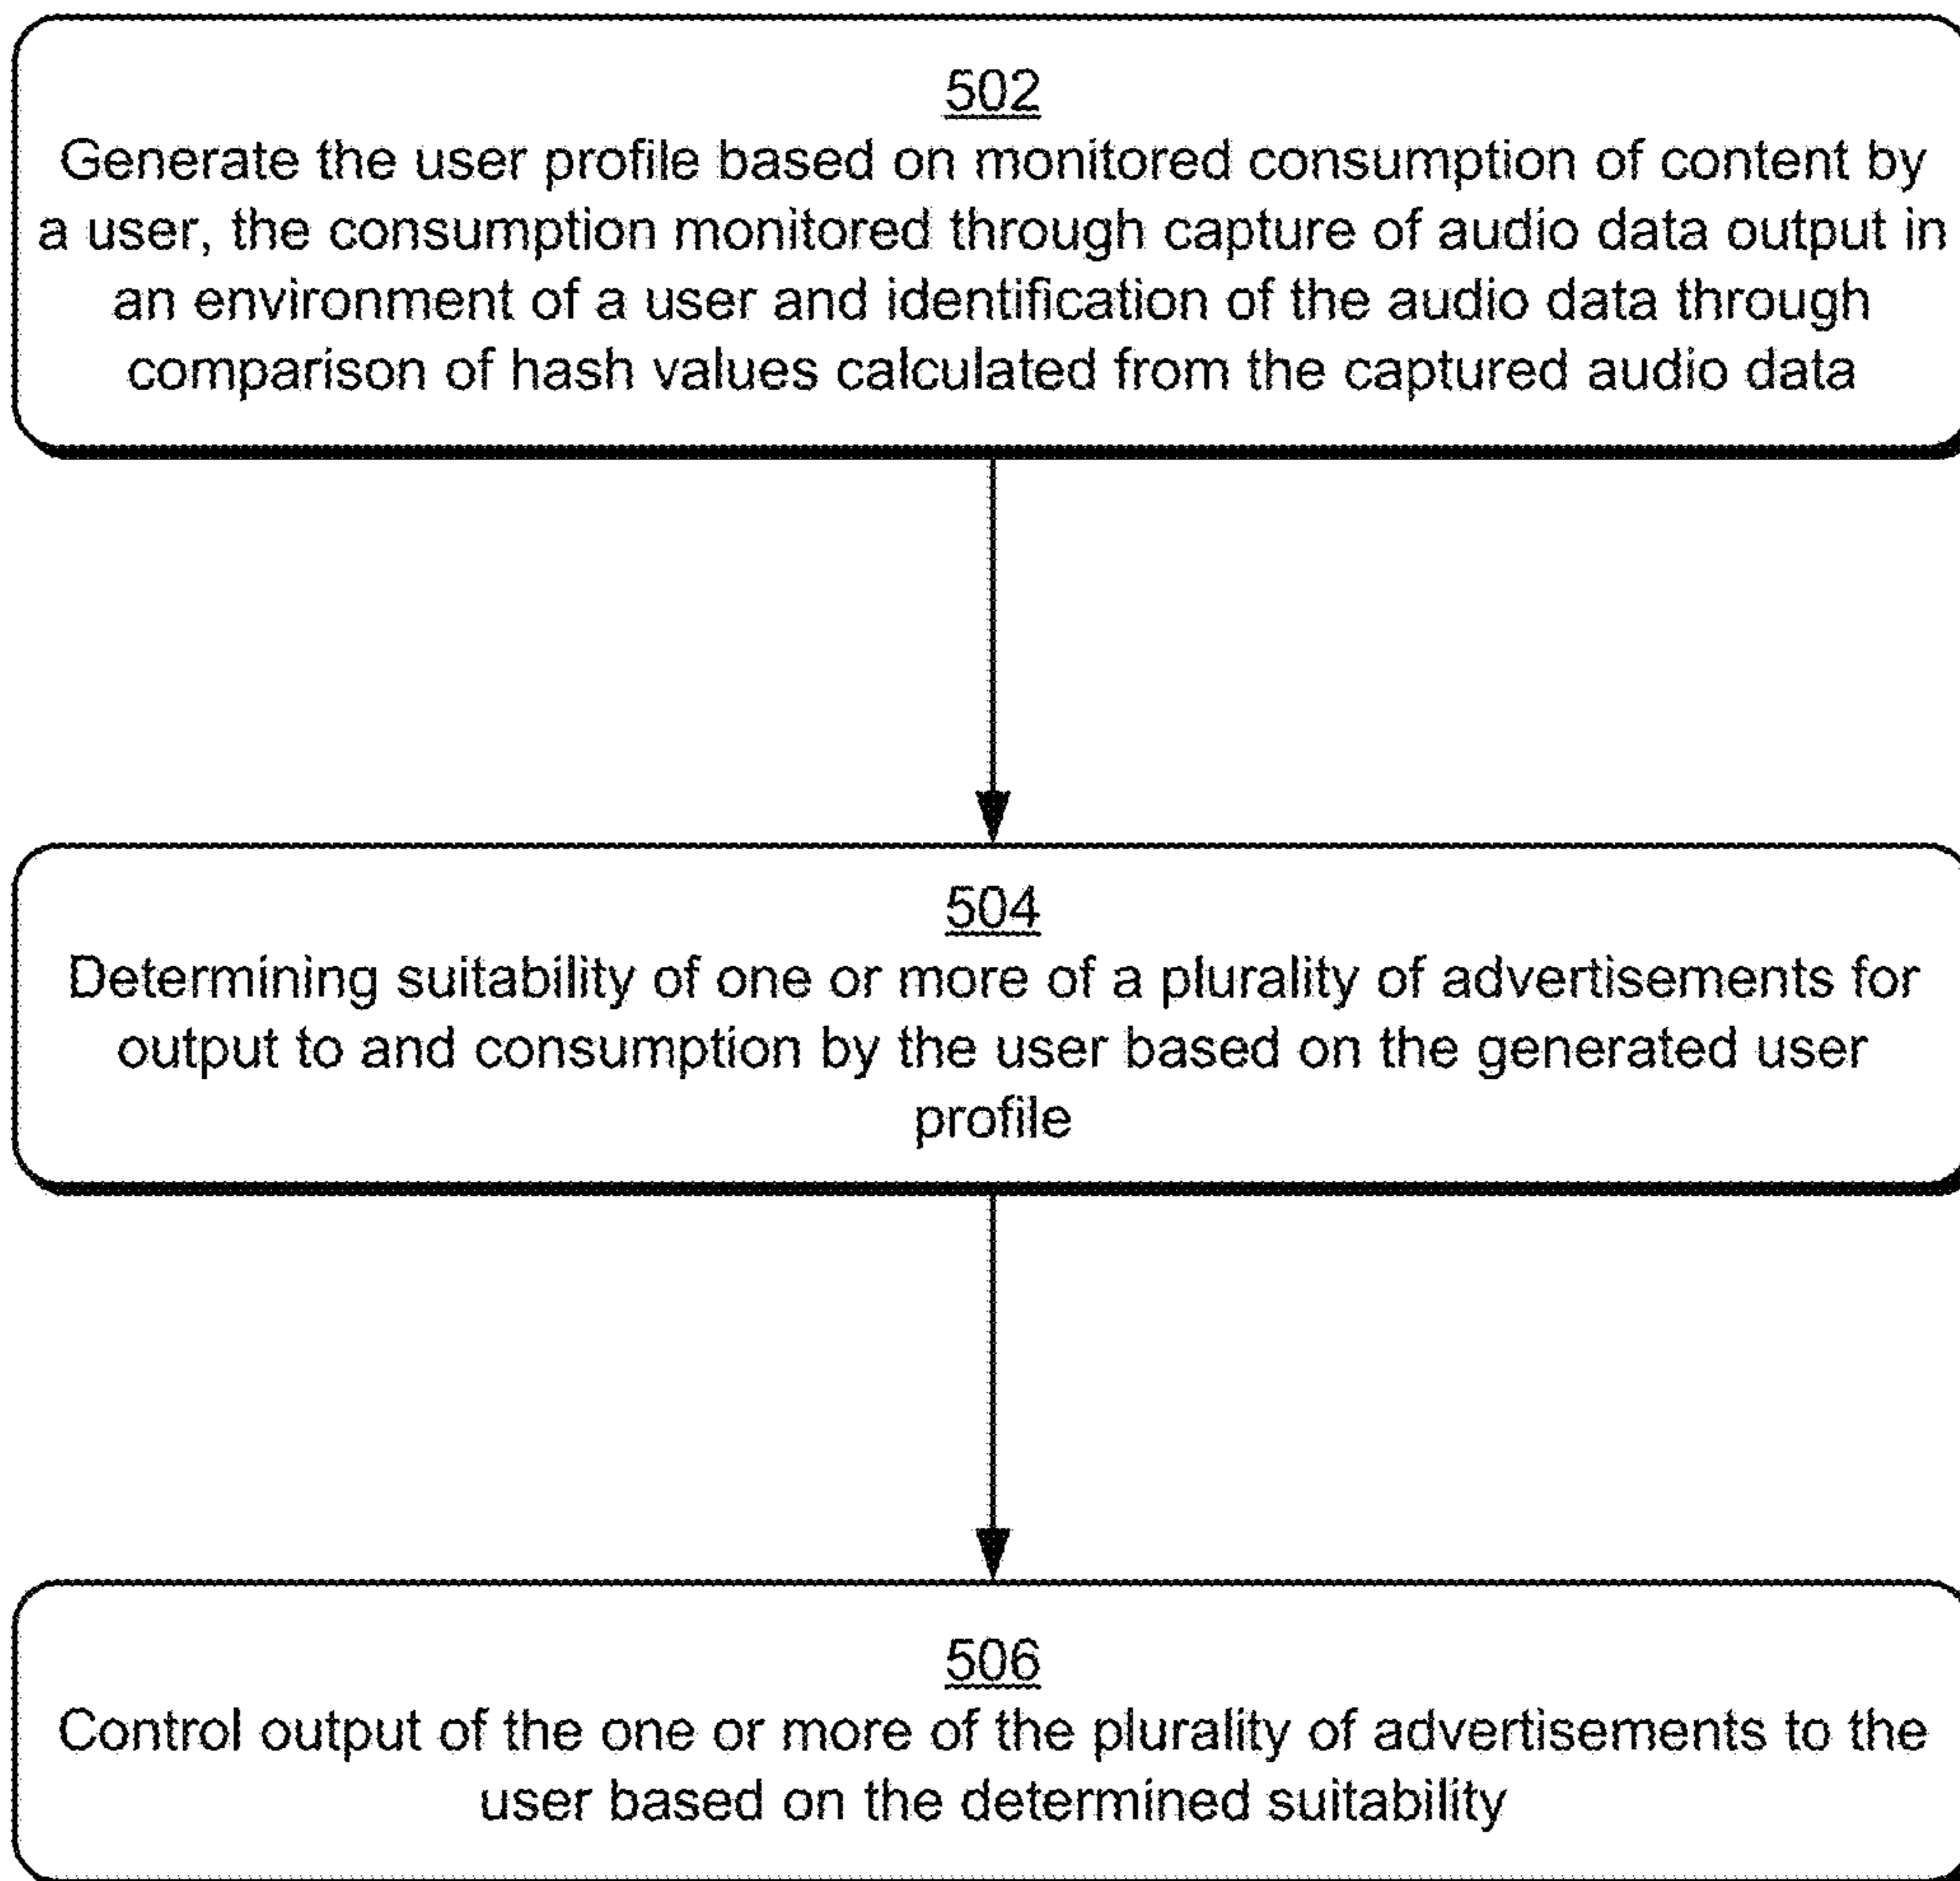 502
Generate the user profile based on monitored consumption of content by
a user, the consumption monitored through capture of audio data output in
an environment of a user and identification of the audio data through
comparison of hash values calculated from the captured audio data
504
Determining suitability of one or more of a plurality of advertisements for
output to and consumption by the user based on the generated user
profile
506
Control output of the one or more of the plurality of advertisements to the
user based on the determined suitability